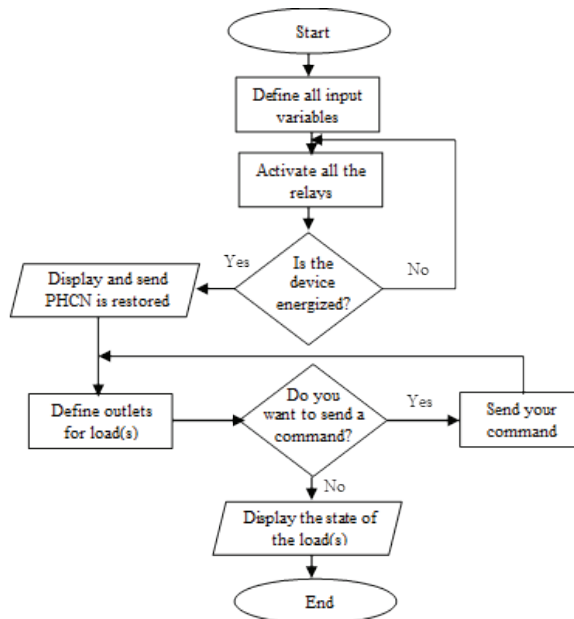 Start
Define all input
variables
Activate all the
relays
Is the
device
energized?
Yes
No
Display and send
PHCN is restored
Define outlets
for load(s)
Do you
want to send a
command?
Yes
Send your
command
No
Display the state of
the load(s)
End